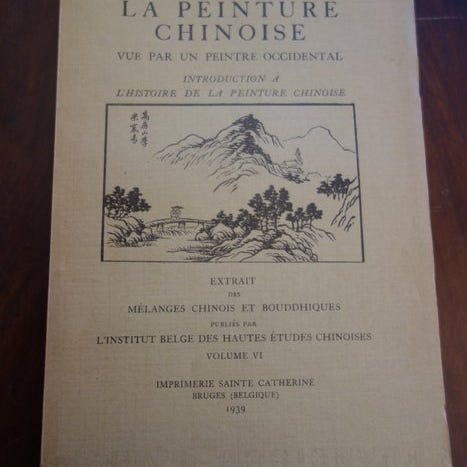 LA PEINTURE
CHINOISE
VUE PAR UN PEINTRE OCCIDENTAL
INTRODUCTION À
L'HISTOIRE DE LA PEINTURE CHINOISE
EXTRAIT
DES
MÉLANGES CHINOIS ET BOUDDHIQUES
PUBLIÉS PAR
L'INSTITUT BELGE DES HAUTES ÉTUDES CHINOISES
VOLUME VI
IMPRIMERIE SAINTE CATHERINE
BRUGES (BELGIQUE)
1939